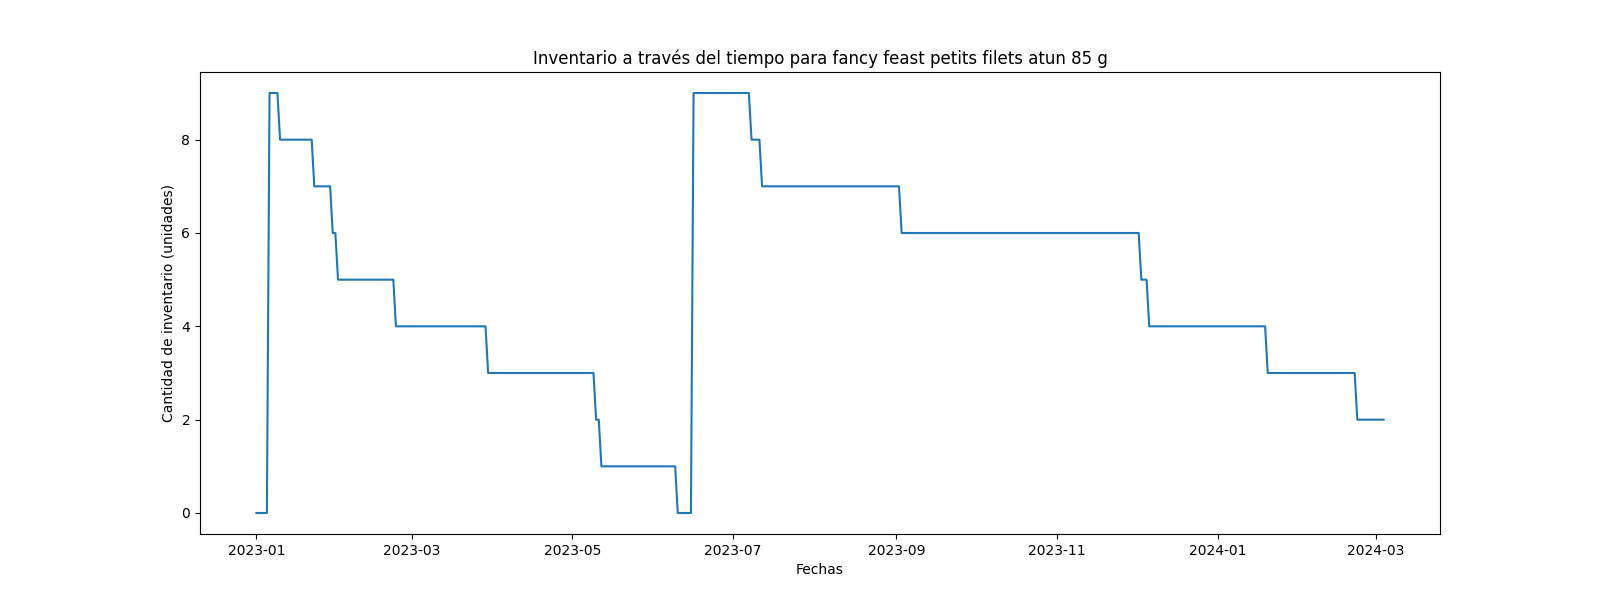 Inventario a través del tiempo para fancy feast petits filets atun 85 g
Cantidad de inventario (unidades)
8
6
4
2
0
2023-01 2023-03 2023-05 2023-07 2023-09 2023-11 2024-01 2024-03
Fechas